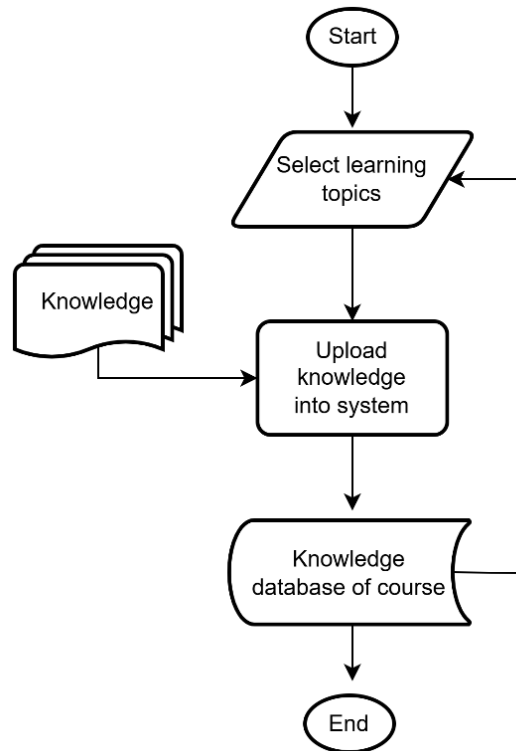 Start
Select learning
topics
Knowledge
Upload
knowledge
into system
Knowledge
database of course
End